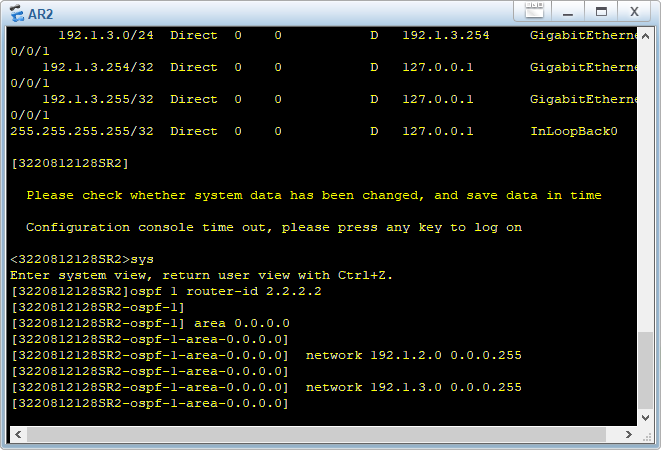 AR2
192.1.3.0/24 Direct 0 0 D 192.1.3.254 GigabitEtherne
0/0/1
192.1.3.254/32 Direct 0 0 D 127.0.0.1 GigabitEtherne
0/0/1
192.1.3.255/32 Direct 0 0 D 127.0.0.1 GigabitEtherne
0/0/1
255.255.255.255/32 Direct 0 0 D 127.0.0.1 InLoopBack0
[3220812128SR2]
Please check whether system data has been changed, and save data in time
Configuration console time out, please press any key to log on
<3220812128SR2>sys
Enter system view, return user view with Ctrl+Z.
[3220812128SR2]ospf 1 router-id 2.2.2.2
[3220812128SR2-ospf-1]
[3220812128SR2-ospf-1] area 0.0.0.0
[3220812128SR2-ospf-1-area-0.0.0.0]
[3220812128SR2-ospf-1-area-0.0.0.0] network 192.1.2.0 0.0.0.255
[3220812128SR2-ospf-1-area-0.0.0.0]
[3220812128SR2-ospf-1-area-0.0.0.0] network 192.1.3.0 0.0.0.255
[3220812128SR2-ospf-1-area-0.0.0.0]